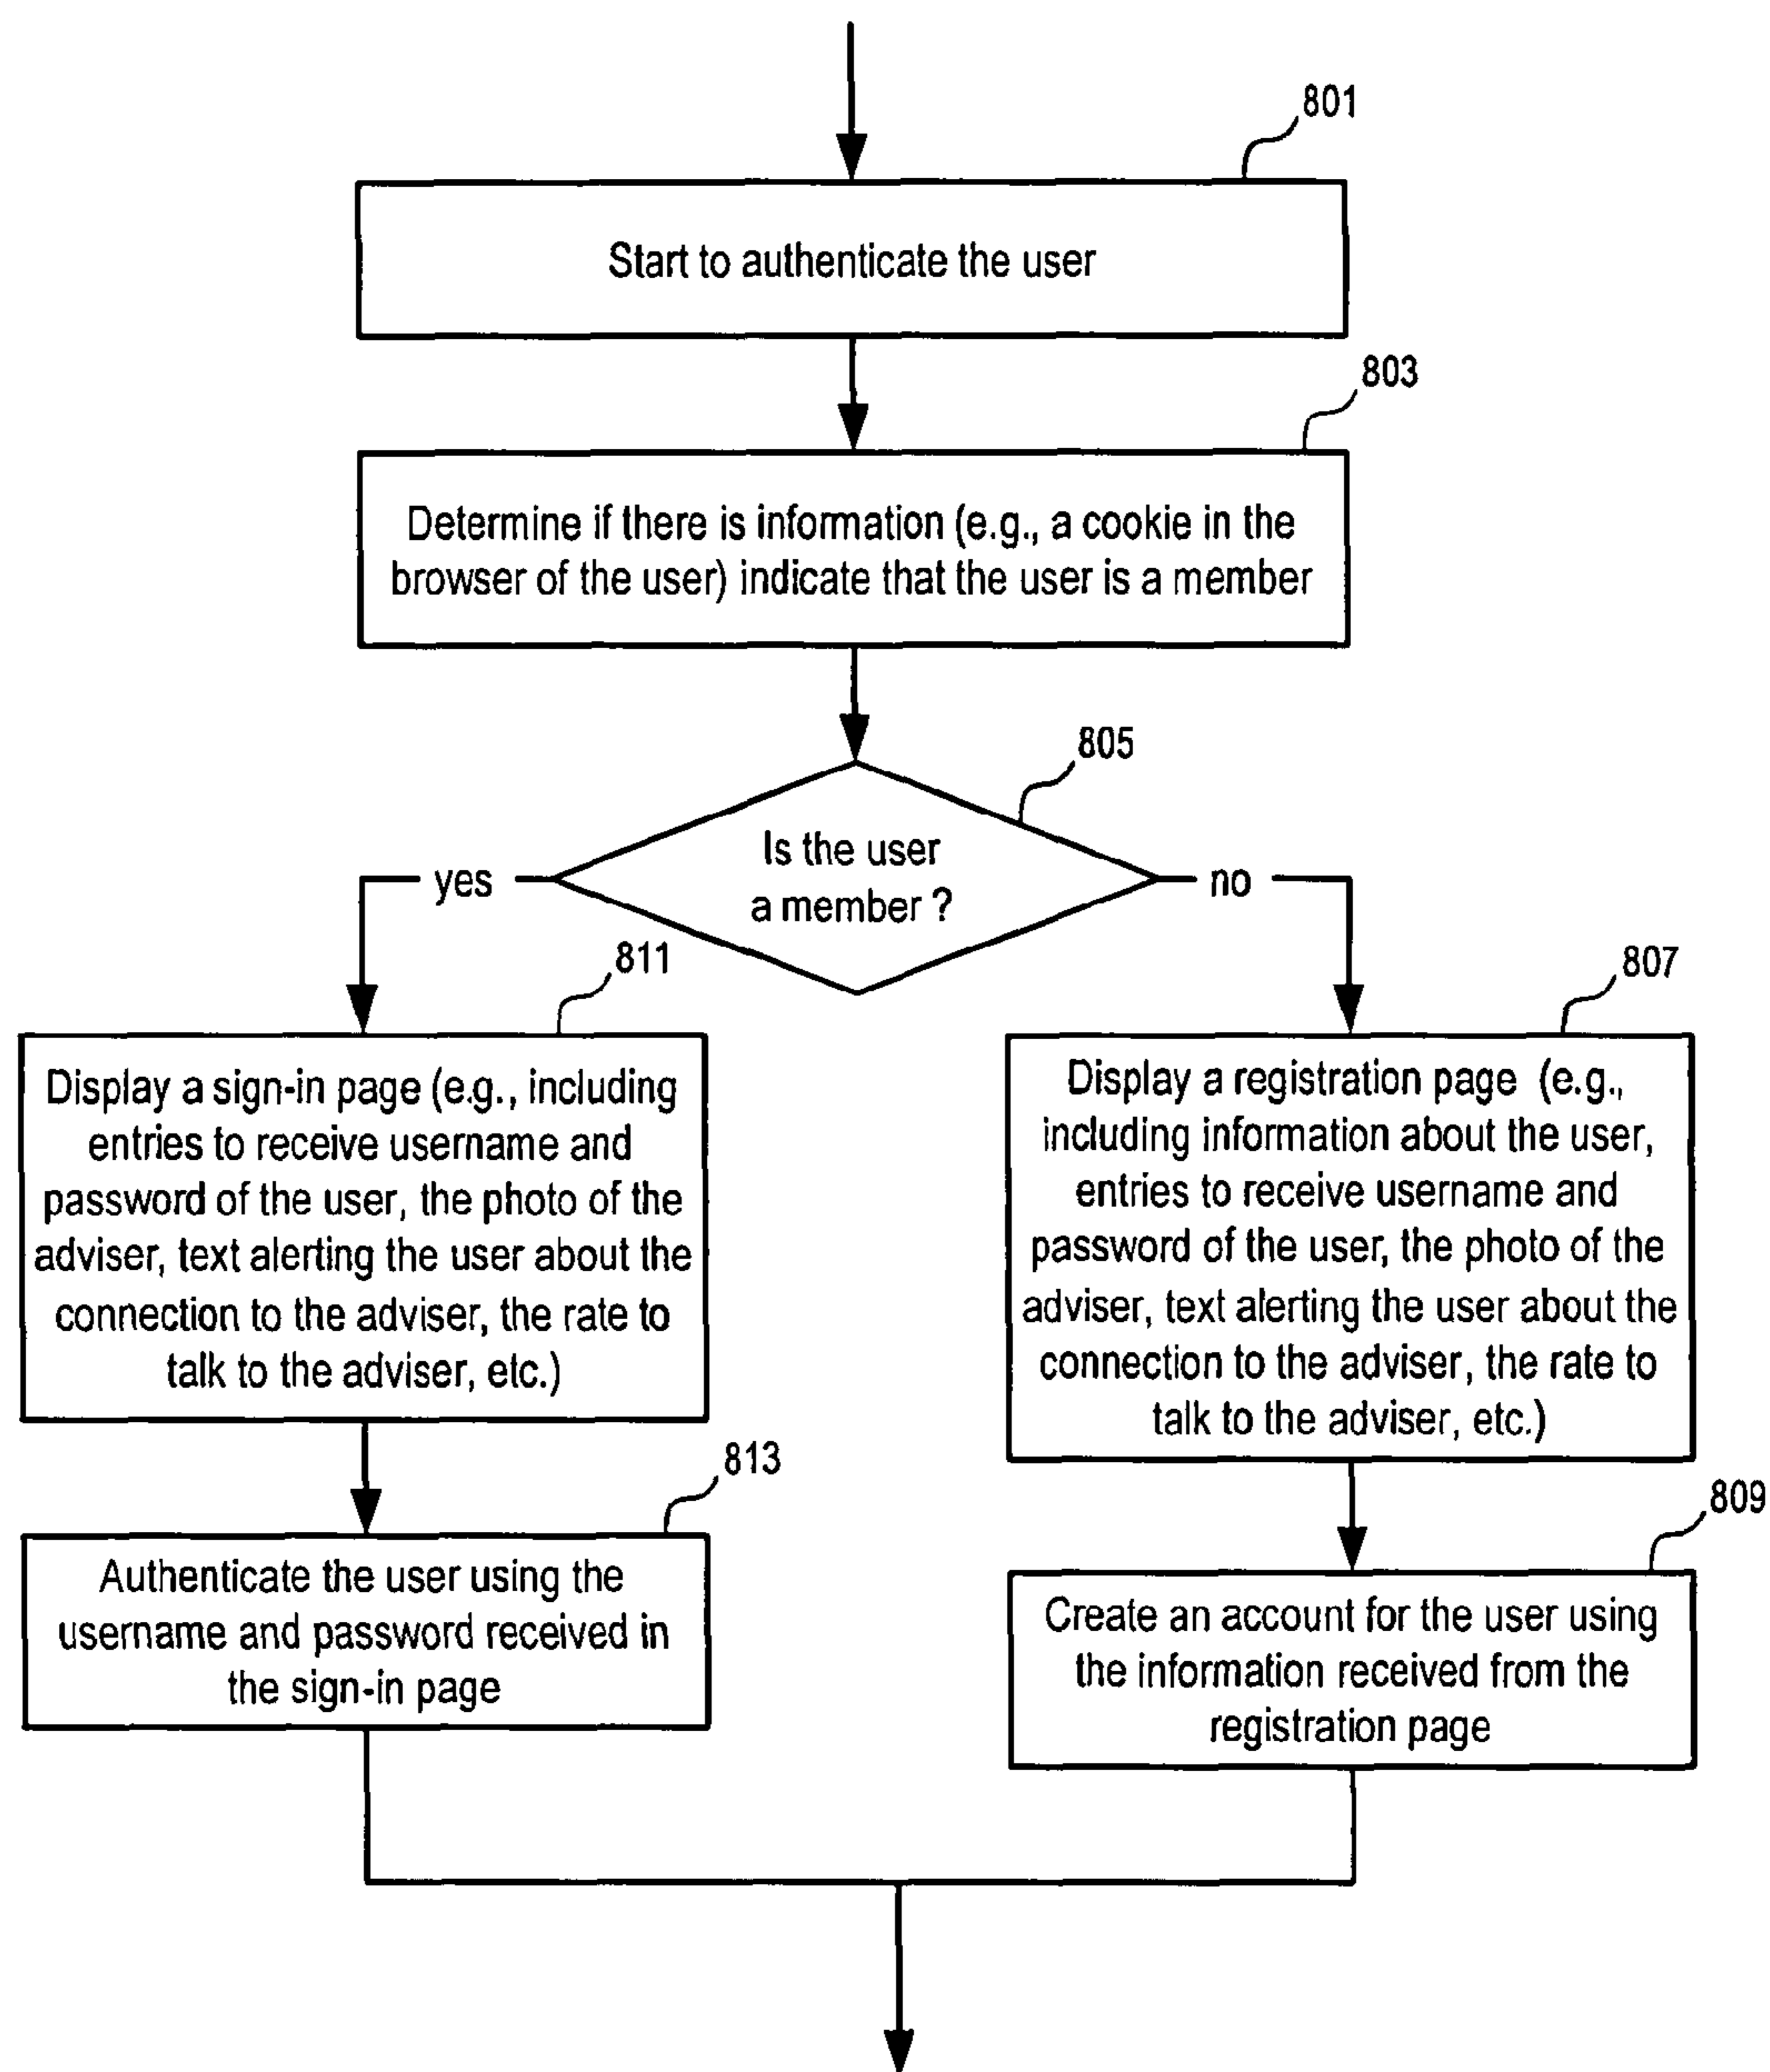 801
Start to authenticate the user
803
Determine if there is information (e.g., a cookie in the
browser of the user) indicate that the user is a member
805
Is the user
a member ?
yes
no
811
Display a sign-in page (e.g., including
entries to receive username and
password of the user, the photo of the
adviser, text alerting the user about the
connection to the adviser, the rate to
talk to the adviser, etc.)
807
Display a registration page (e.g.,
including information about the user,
entries to receive username and
password of the user, the photo of the
adviser, text alerting the user about the
connection to the adviser, the rate to
talk to the adviser, etc.)
813
Authenticate the user using the
username and password received in
the sign-in page
809
Create an account for the user using
the information received from the
registration page